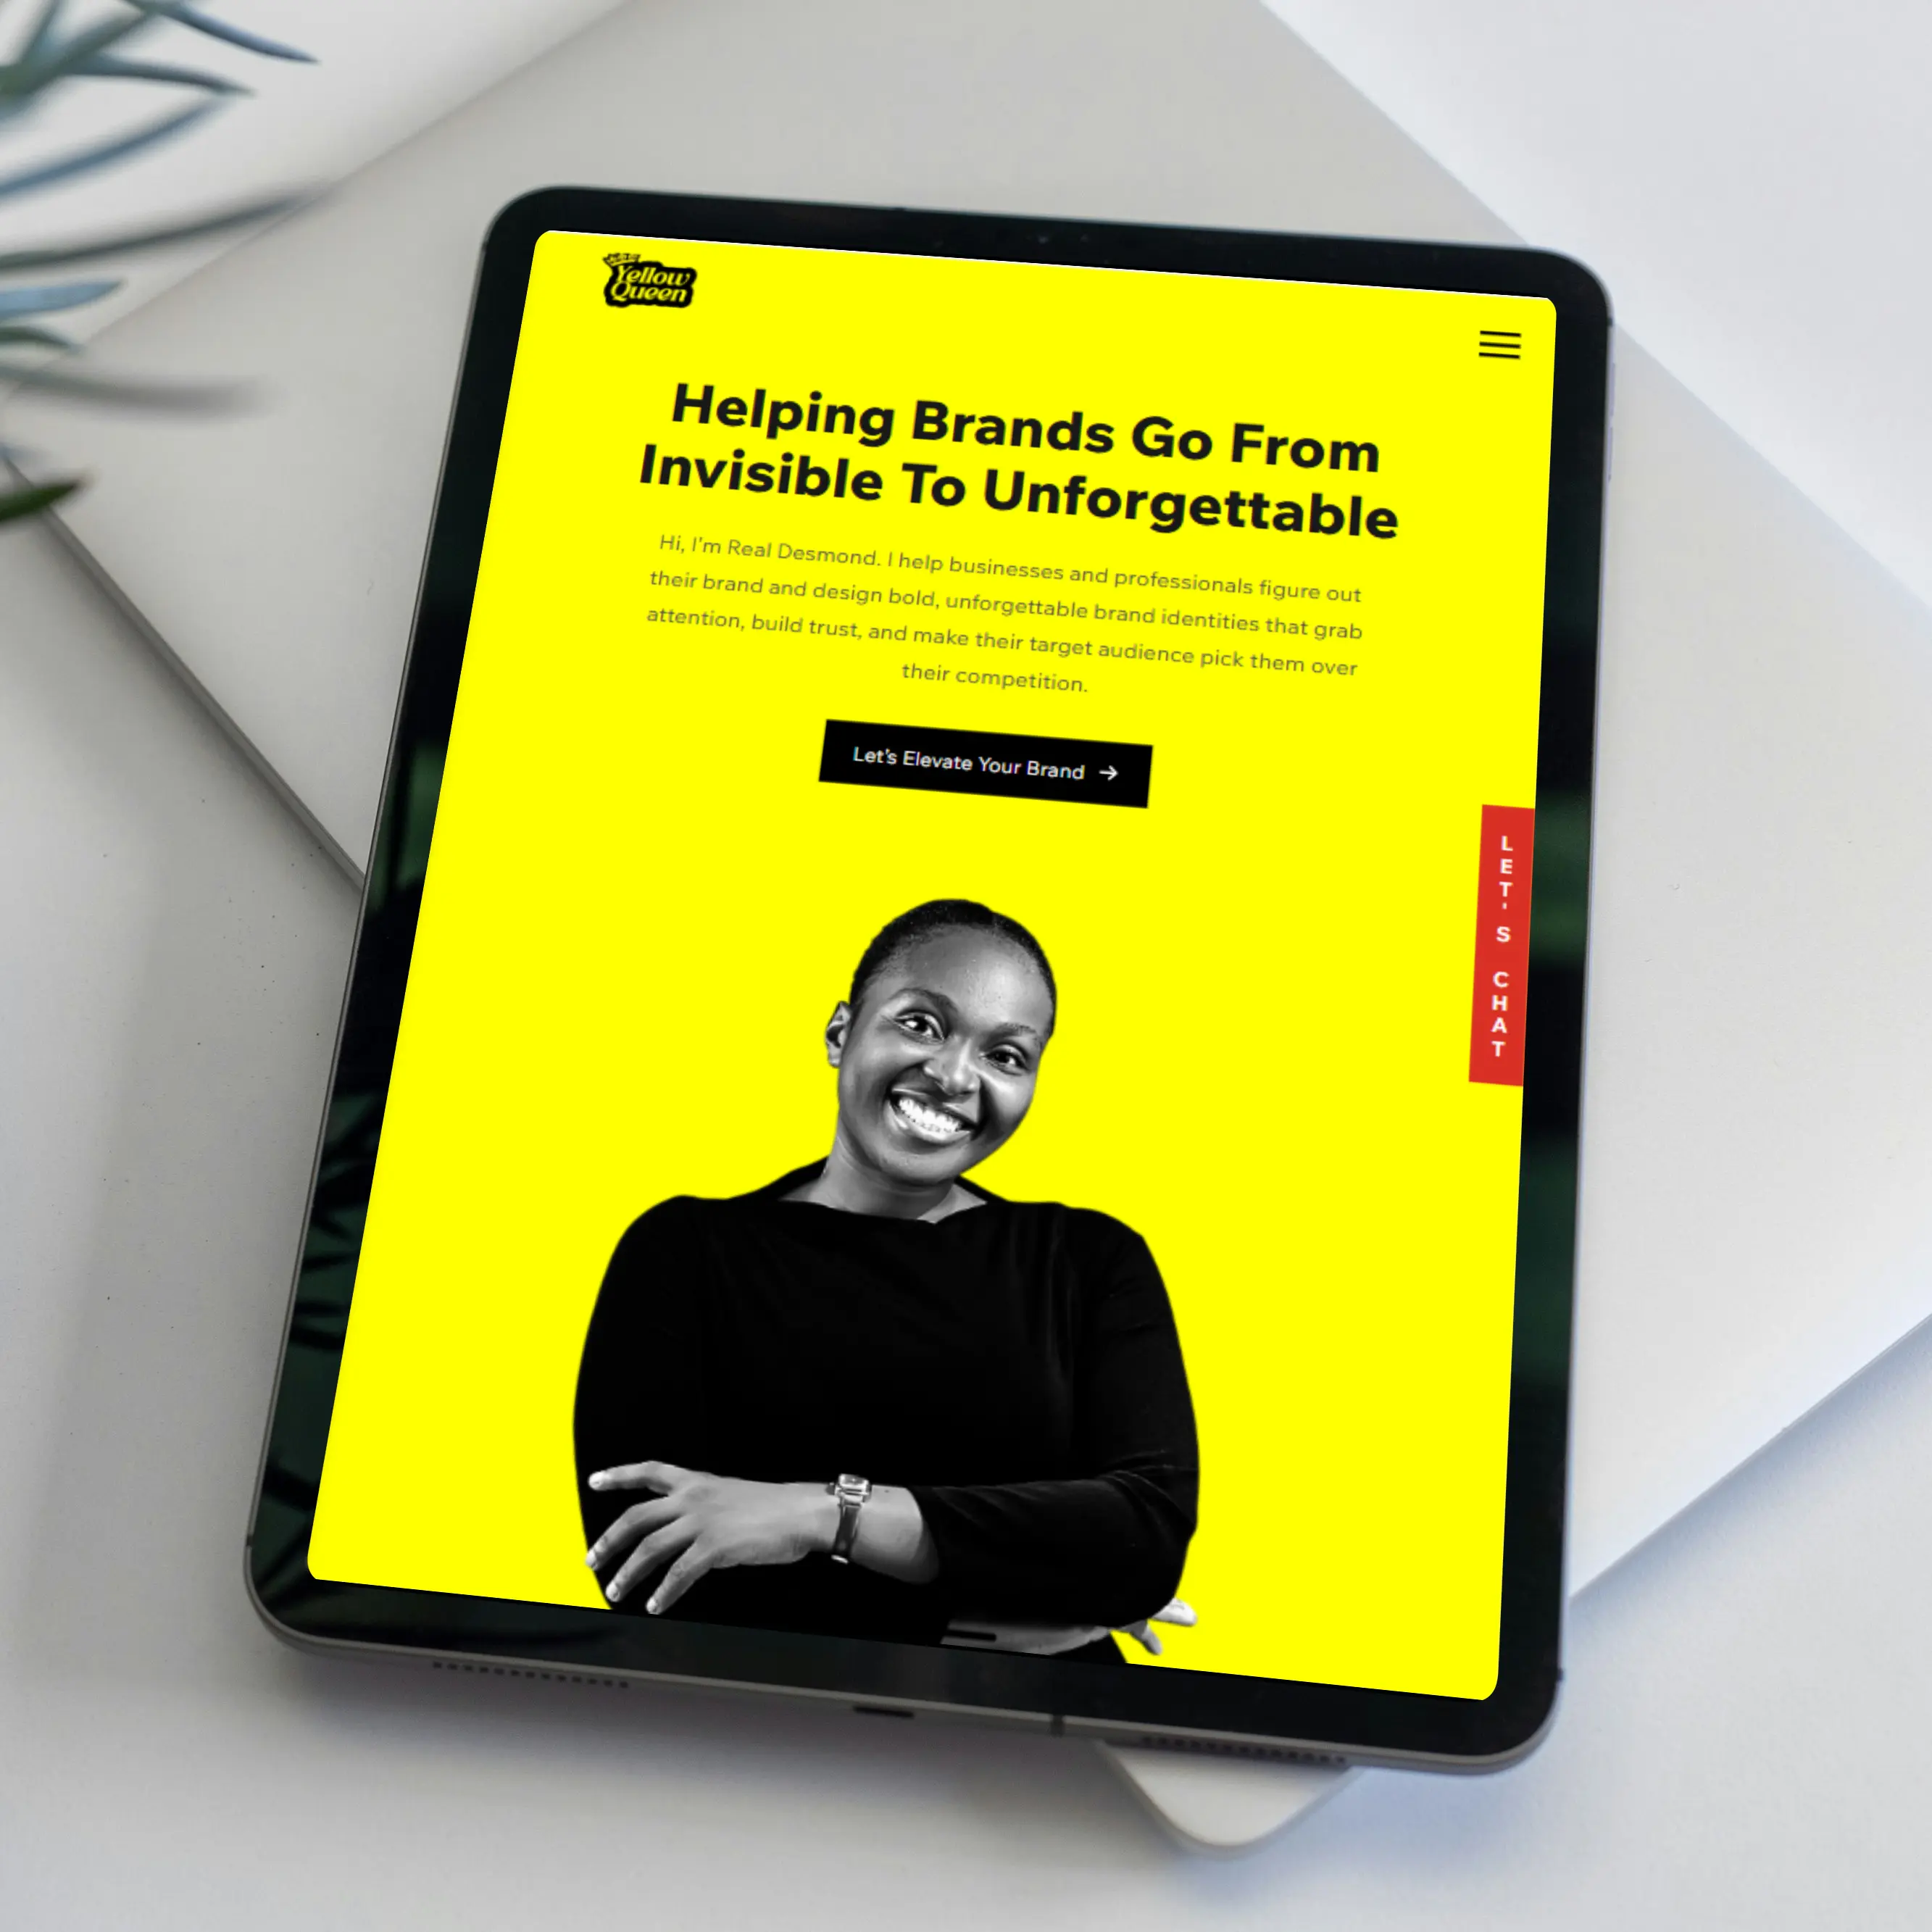 Yellow
Queen
Helping Brands Go From
Invisible To Unforgettable
Hi, I'm Real Desmond. I help businesses and professionals figure out
their brand and design bold, unforgettable brand identities that grab
attention, build trust, and make their target audience pick them over
their competition.
Let's Elevate Your Brand →
LET'S CHAT